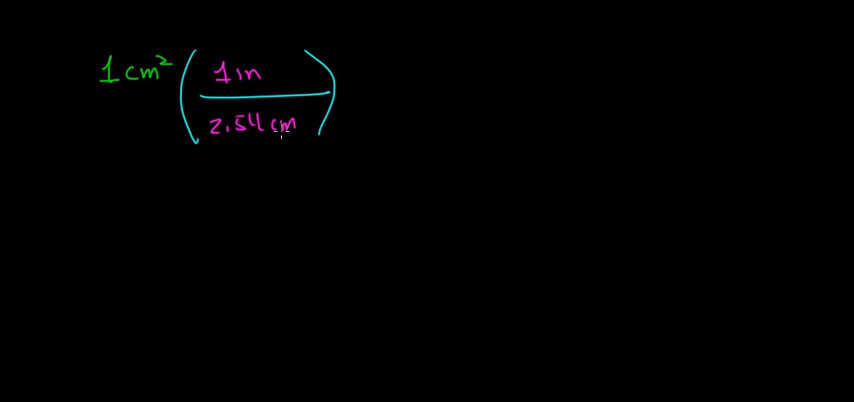 1 cm² ( 1 in
2.54 cm )